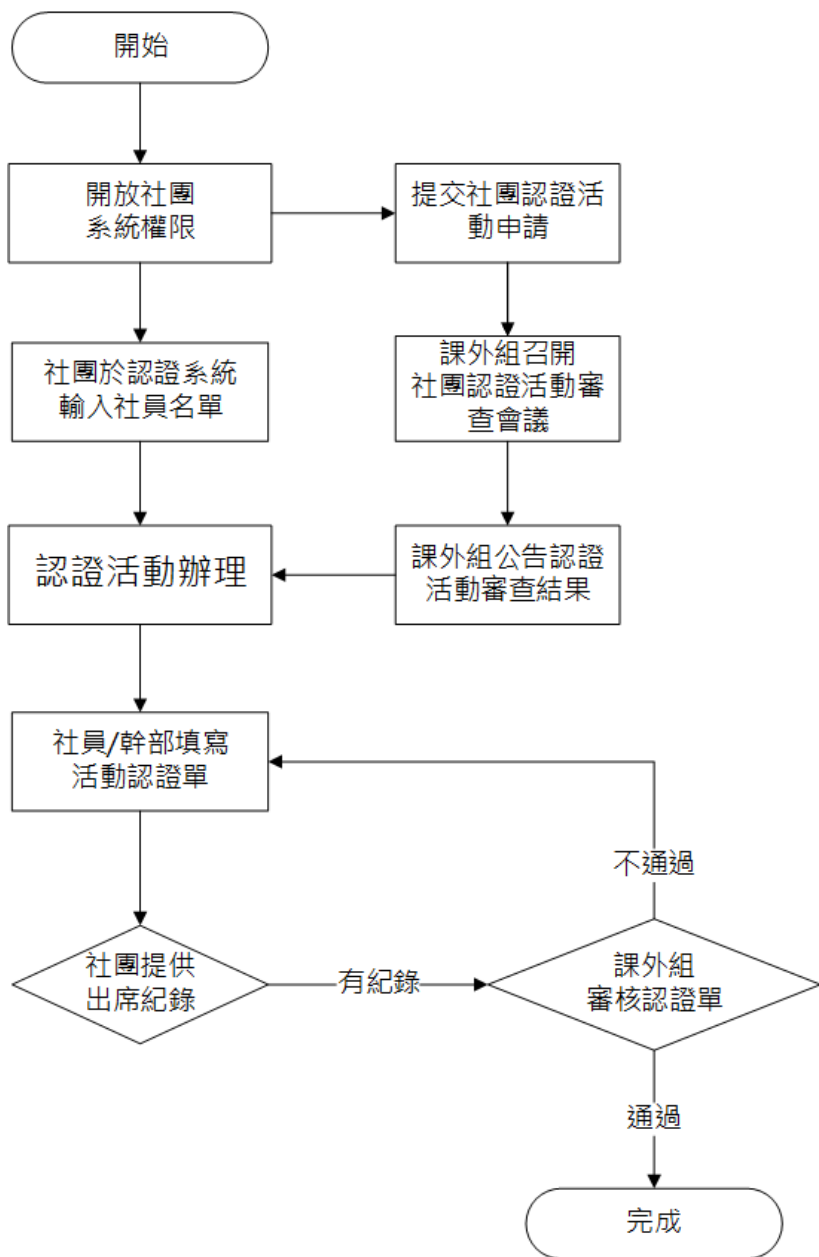 開始
開放社團
系統權限
提交社團認證活
動申請
社團於認證系統
輸入社員名單
課外組召開
社團認證活動審
查會議
認證活動辦理
課外組公告認證
活動審查結果
社員/幹部填寫
活動認證單
不通過
社團提供
出席紀錄
有紀錄
課外組
審核認證單
通過
完成